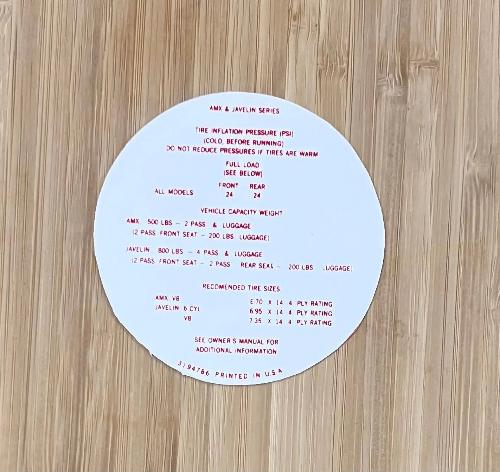 AMX & JAVELIN SERIES
TIRE INFLATION PRESSURE (PSI)
(COLD, BEFORE RUNNING)
DO NOT REDUCE PRESSURES IF TIRES ARE WARM
FULL LOAD
(SEE BELOW)
FRONT REAR
ALL MODELS 24 24
VEHICLE CAPACITY WEIGHT
AMX 500 LBS - 2 PASS & LUGGAGE
(2 PASS FRONT SEAT - 200 LBS LUGGAGE)
JAVELIN 800 LBS - 4 PASS & LUGGAGE
(2 PASS FRONT SEAT - 2 PASS REAR SEAT - 200 LBS LUGGAGE)
RECOMENDED TIRE SIZES
AMX V8 E.70 X 14 4 PLY RATING
JAVELIN 6 CYL 6.95 X 14 4 PLY RATING
V8 7.35 X 14 4 PLY RATING
SEE OWNER'S MANUAL FOR
ADDITIONAL INFORMATION
3194786 PRINTED IN U.S.A